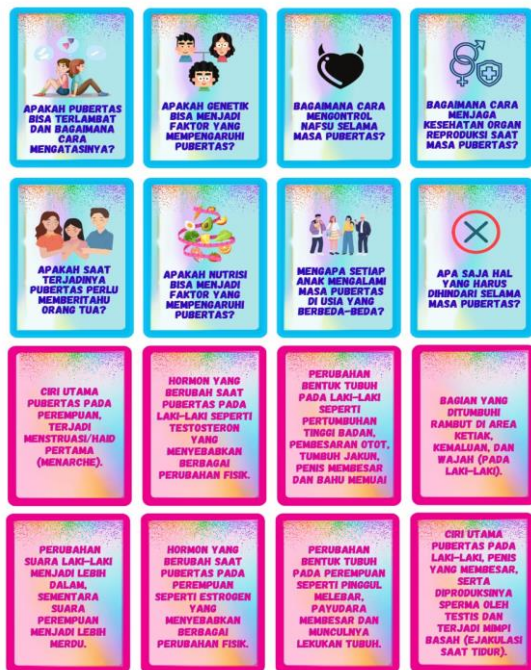 APAKAH PUBERTAS
BISA TERLAMBAT
DAN BAGAIMANA
CARA
MENGATASINYA?
APAKAH GENETIK
BISA MENJADI
FAKTOR YANG
MEMPENGARUHI
PUBERTAS?
BAGAIMANA CARA
MENGONTROL
NAFSU SELAMA
MASA PUBERTAS?
BAGAIMANA CARA
MENJAGA
KESEHATAN ORGAN
REPRODUKSI SAAT
MASA PUBERTAS?
APAKAH SAAT
TERJADINYA
PUBERTAS PERLU
MEMBERITAHU
ORANG TUA?
APAKAH NUTRISI
BISA MENJADI
FAKTOR YANG
MEMPENGARUHI
PUBERTAS?
MENGAPA SETIAP
ANAK MENGALAMI
MASA PUBERTAS
DI USIA YANG
BERBEDA-BEDA?
APA SAJA HAL
YANG HARUS
DIHINDARI SELAMA
MASA PUBERTAS?
CIRI UTAMA
PUBERTAS PADA
PEREMPUAN,
TERJADI
MENSTRUASI/HAID
PERTAMA
(MENARCHE).
HORMON YANG
BERUBAH SAAT
PUBERTAS PADA
LAKI-LAKI SEPERTI
TESTOSTERON
YANG
MENYEBABKAN
BERBAGAI
PERUBAHAN FISIK.
PERUBAHAN
BENTUK TUBUH
PADA LAKI-LAKI
SEPERTI
PERTUMBUHAN
TINGGI BADAN,
PEMBESARAN OTOT,
TUMBUH JAKUN,
PENIS MEMBESAR
DAN BAHU MEMUAI
BAGIAN YANG
DITUMBUHI
RAMBUT DI AREA
KETIAK,
KEMALUAN, DAN
WAJAH (PADA
LAKI-LAKI).
PERUBAHAN
SUARA LAKI-LAKI
MENJADI LEBIH
DALAM,
SEMENTARA
SUARA
PEREMPUAN
MENJADI LEBIH
MERDU.
HORMON YANG
BERUBAH SAAT
PUBERTAS PADA
PEREMPUAN
SEPERTI ESTROGEN
YANG
MENYEBABKAN
BERBAGAI
PERUBAHAN FISIK.
PERUBAHAN
BENTUK TUBUH
PADA PEREMPUAN
SEPERTI PINGGUL
MELEBAR,
PAYUDARA
MEMBESAR DAN
MUNCULNYA
LEKUKAN TUBUH.
CIRI UTAMA
PUBERTAS PADA
LAKI-LAKI, PENIS
YANG MEMBESAR,
SERTA
DIPRODUKSINYA
SPERMA OLEH
TESTIS DAN
TERJADI MIMPI
BASAH (EJAKULASI
SAAT TIDUR).